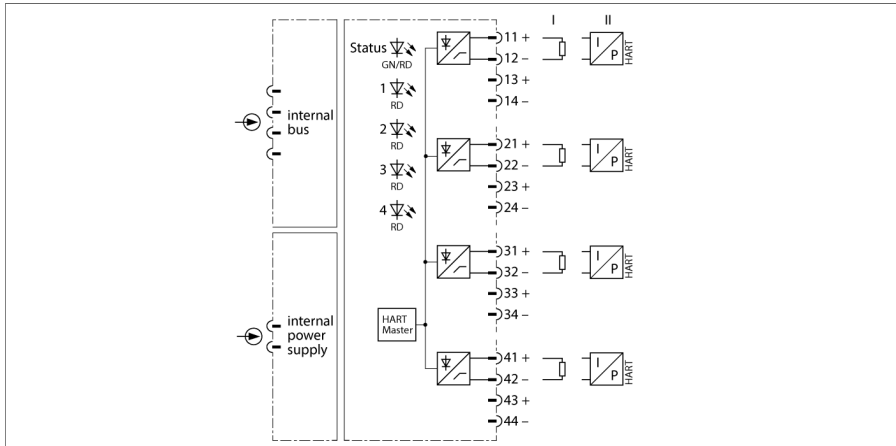 I II
Status
GN/RD
1
RD
2
RD
3
RD
4
RD
internal
bus
internal
power
supply
HART
Master
11 +
12 –
13 +
14 –
I
P
HART
21 +
22 –
23 +
24 –
I
P
HART
31 +
32 –
33 +
34 –
I
P
HART
41 +
42 –
43 +
44 –
I
P
HART